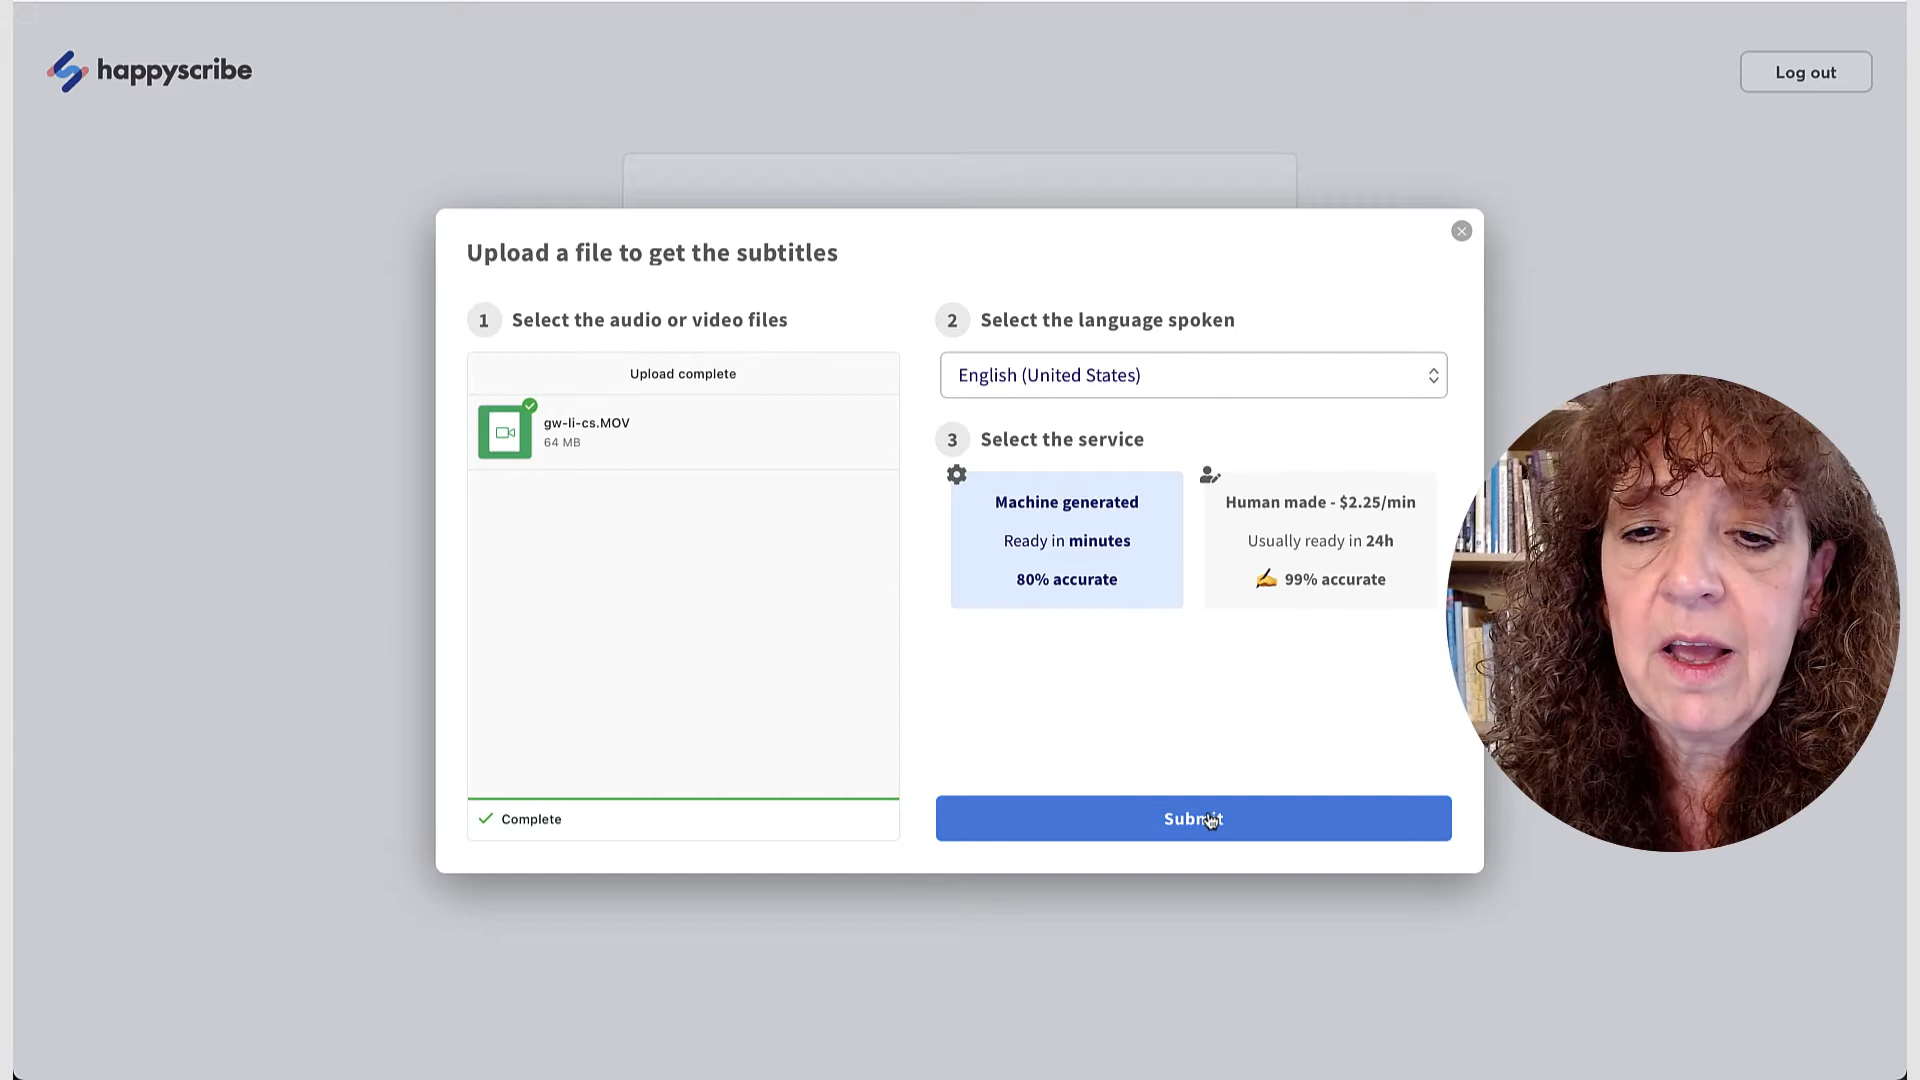 happyscribe
Log out
Upload a file to get the subtitles
1 Select the audio or video files
Upload complete
gw-li-cs.MOV
64 MB
Complete
2 Select the language spoken
English (United States)
3 Select the service
Machine generated
Ready in minutes
80% accurate
Human made - $2.25/min
Usually ready in 24h
✍️ 99% accurate
Submit